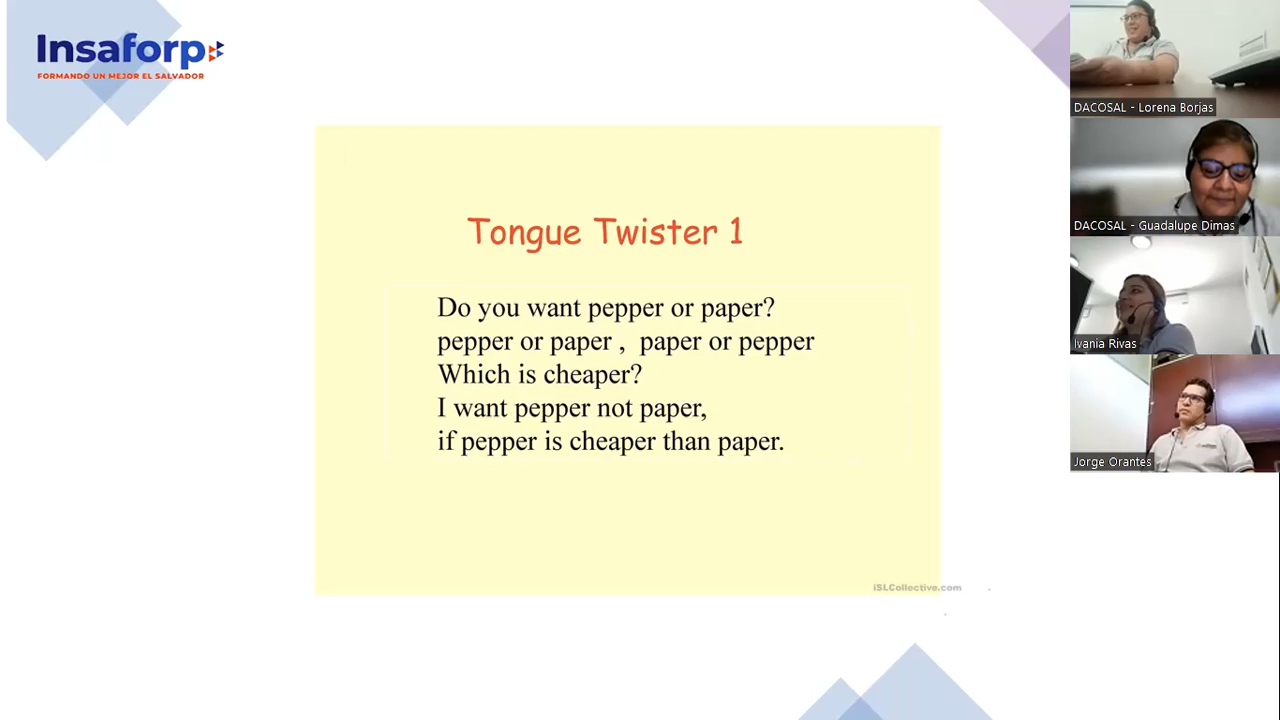 Insaforp
FORMANDO UN MEJOR EL SALVADOR
Tongue Twister 1
Do you want pepper or paper?
pepper or paper , paper or pepper
Which is cheaper?
I want pepper not paper,
if pepper is cheaper than paper.
iSLCollective.com
DACOSAL - Lorena Borjas
DACOSAL - Guadalupe Dimas
Ivania Rivas
Jorge Orantes